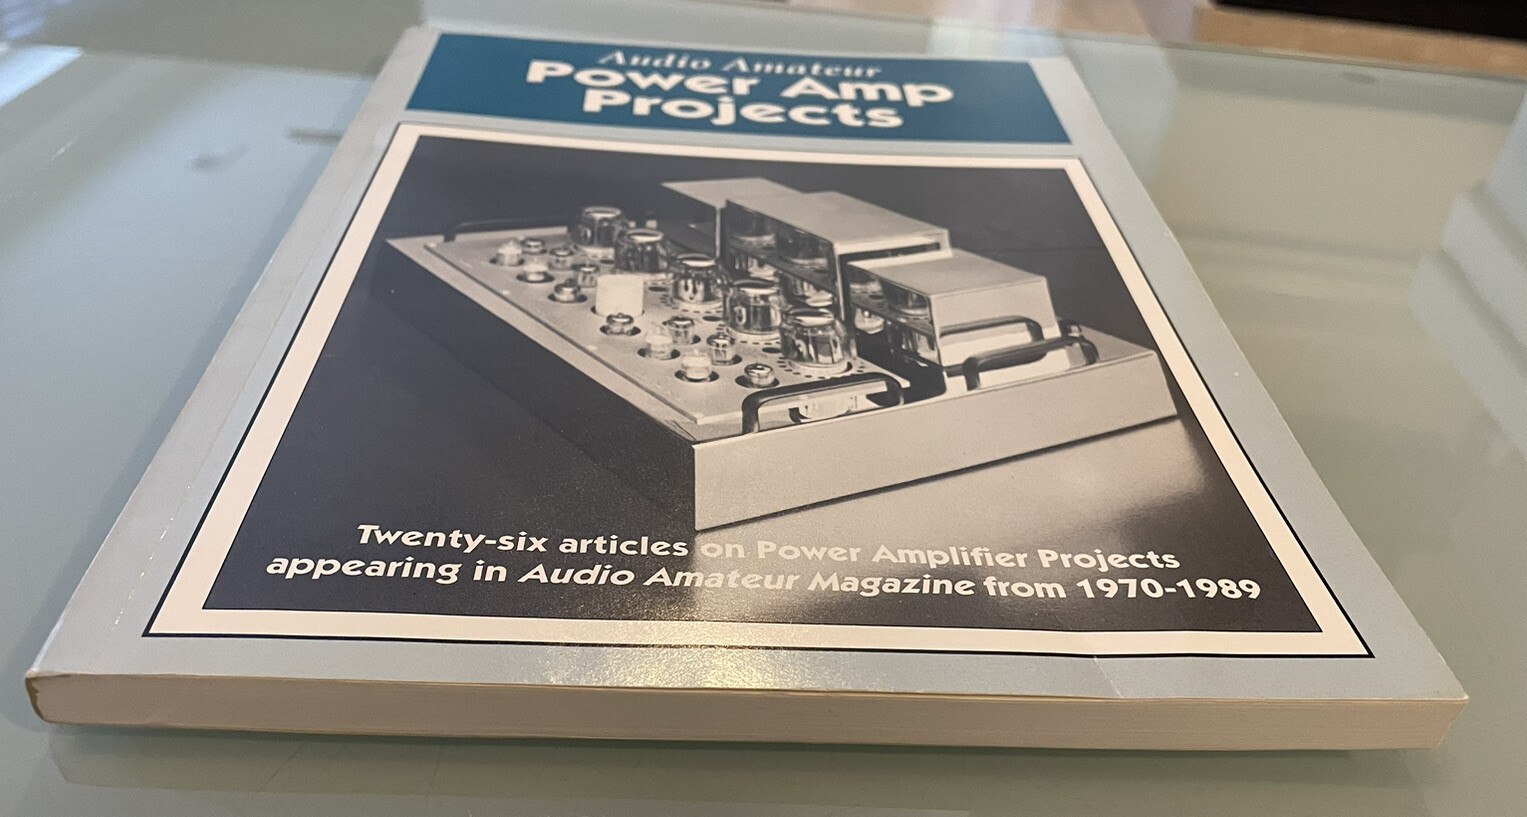 Audio Amateur
Power Amp
Projects
Twenty-six articles on Power Amplifier Projects
appearing in Audio Amateur Magazine from 1970-1989